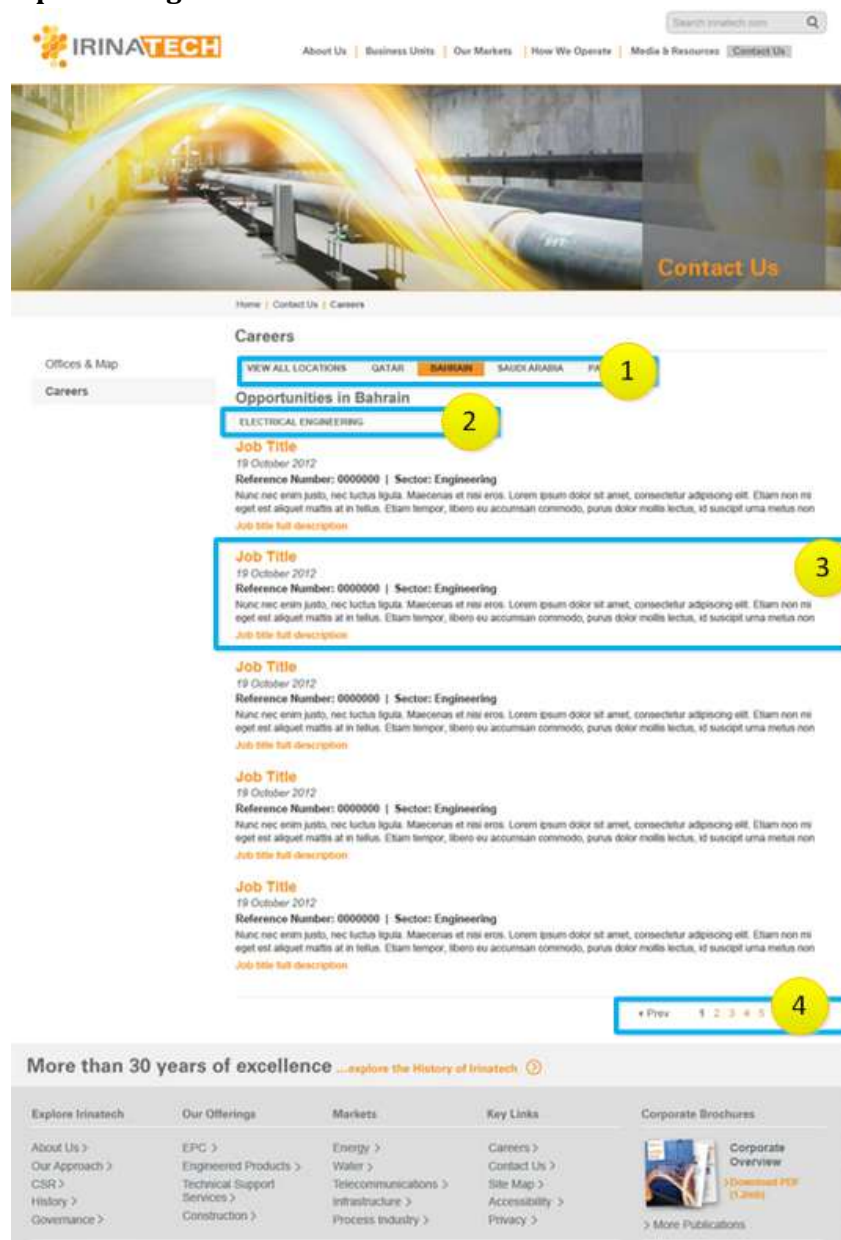 Search irinatech.com
IRINATECH
About Us | Business Units | Our Markets | How We Operate | Media & Resources Contact Us
Contact Us
Home | Contact Us | Careers
Careers
Offices & Map
VIEW ALL LOCATIONS QATAR BAHRAIN SAUDI ARABIA
1
Careers
Opportunities in Bahrain
ELECTRICAL ENGINEERING
2
Job Title
19 October 2012
Reference Number: 0000000 | Sector: Engineering
Nunc nec enim justo, nec luctus ligula. Maecenas et nisi eros. Lorem ipsum dolor sit amet, consectetur adipiscing elit. Etiam non mi
eget est aliquet mattis at in tellus. Etiam tempor, libero eu accumsan commodo, purus dolor mollis lectus, id suscipit urna metus non
Job title full description
Job Title
3
19 October 2012
Reference Number: 0000000 | Sector: Engineering
Nunc nec enim justo, nec luctus ligula. Maecenas et nisi eros. Lorem ipsum dolor sit amet, consectetur adipiscing elit. Etiam non mi
eget est aliquet mattis at in tellus. Etiam tempor, libero eu accumsan commodo, purus dolor mollis lectus, id suscipit urna metus non
Job title full description
Job Title
19 October 2012
Reference Number: 0000000 | Sector: Engineering
Nunc nec enim justo, nec luctus ligula. Maecenas et nisi eros. Lorem ipsum dolor sit amet, consectetur adipiscing elit. Etiam non mi
eget est aliquet mattis at in tellus. Etiam tempor, libero eu accumsan commodo, purus dolor mollis lectus, id suscipit urna metus non
Job title full description
Job Title
19 October 2012
Reference Number: 0000000 | Sector: Engineering
Nunc nec enim justo, nec luctus ligula. Maecenas et nisi eros. Lorem ipsum dolor sit amet, consectetur adipiscing elit. Etiam non mi
eget est aliquet mattis at in tellus. Etiam tempor, libero eu accumsan commodo, purus dolor mollis lectus, id suscipit urna metus non
Job title full description
Job Title
19 October 2012
Reference Number: 0000000 | Sector: Engineering
Nunc nec enim justo, nec luctus ligula. Maecenas et nisi eros. Lorem ipsum dolor sit amet, consectetur adipiscing elit. Etiam non mi
eget est aliquet mattis at in tellus. Etiam tempor, libero eu accumsan commodo, purus dolor mollis lectus, id suscipit urna metus non
Job title full description
Prev 1 2 3 4 5
4
More than 30 years of excellence ...explore the History of Irinatech
Explore Irinatech
About Us >
Our Approach >
CSR >
History >
Governance >
Our Offerings
EPC >
Engineered Products >
Technical Support
Services >
Construction >
Markets
Energy >
Water >
Telecommunications >
Infrastructure >
Process Industry >
Key Links
Careers >
Contact Us >
Site Map >
Accessibility >
Privacy >
Corporate Brochures
Corporate
Overview
> Download PDF
(1.2mb)
> More Publications